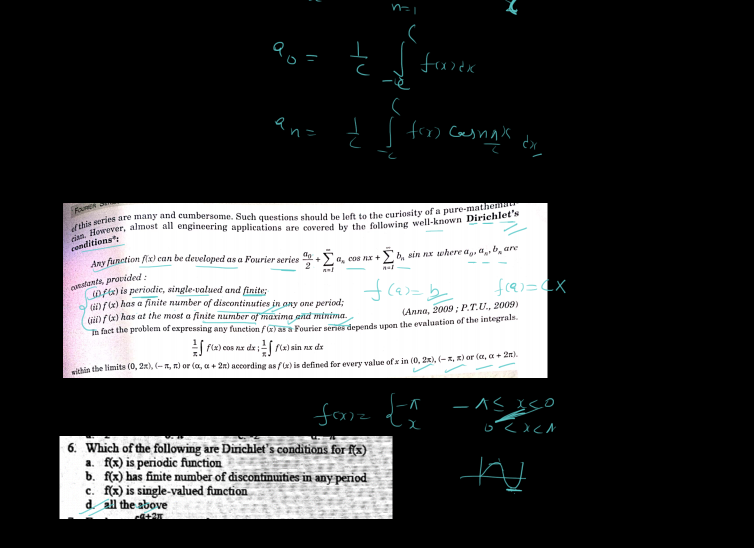 n=1
a₀ = 1/c ∫ f(x)dx
aₙ = 1/c ∫ f(x) Cos nπx/c dx
-c
FOURIER
of this series are many and cumbersome. Such questions should be left to the curiosity of a pure-mathemati-
cian. However, almost all engineering applications are covered by the following well-known Dirichlet's
conditions*:
Any function f(x) can be developed as a Fourier series a₀/2 + ∞Σn=1 aₙ cos nx + ∞Σn=1 bₙ sin nx where a₀, aₙ, bₙ are
constants, provided :
(i) f(x) is periodic, single-valued and finite;
f(a)= b f(a)=
(ii) f(x) has a finite number of discontinuties in any one period;
(iii) f(x) has at the most a finite number of maxima and minima. (Anna, 2009 ; P.T.U., 2009)
In fact the problem of expressing any function f(x) as a Fourier series depends upon the evaluation of the integrals.
1/π ∫ f(x) cos nx dx ; 1/π ∫ f(x) sin nx dx
within the limits (0, 2π), (– π, π) or (α, α + 2π) according as f(x) is defined for every value of x in (0, 2π), (– π, π) or (α, α + 2π).
f(x)= { -π -π≤ x≤0
x 0<x<π
6. Which of the following are Dirichlet's conditions for f(x)
a. f(x) is periodic function
b. f(x) has finite number of discontinuities in any period
c. f(x) is single-valued function
d. all the above